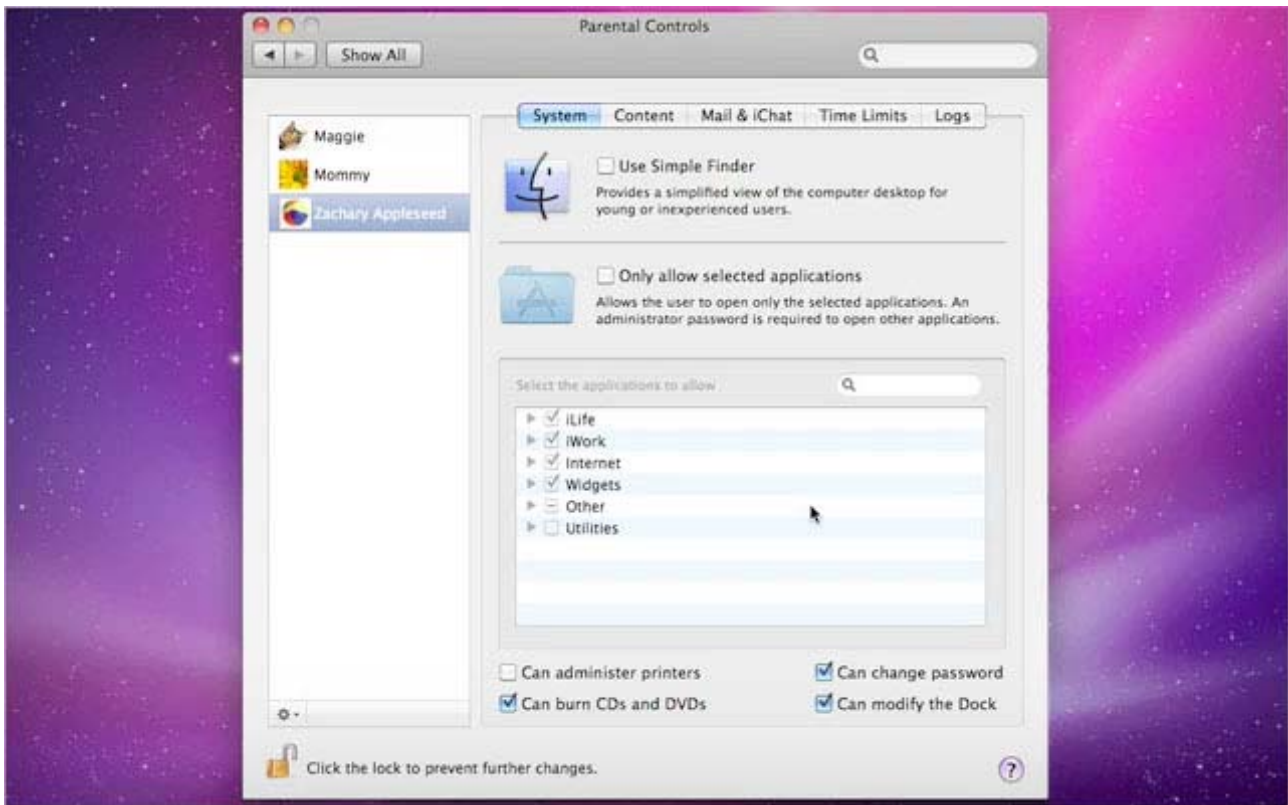 Parental Controls
Show All
Maggie
Mommy
Zachary Appleseed
System Content Mail & iChat Time Limits Logs
Use Simple Finder
Provides a simplified view of the computer desktop for
young or inexperienced users.
Only allow selected applications
Allows the user to open only the selected applications. An
administrator password is required to open other applications.
Select the applications to allow
iLife
iWork
Internet
Widgets
Other
Utilities
Can administer printers
Can change password
Can burn CDs and DVDs
Can modify the Dock
Click the lock to prevent further changes.
?